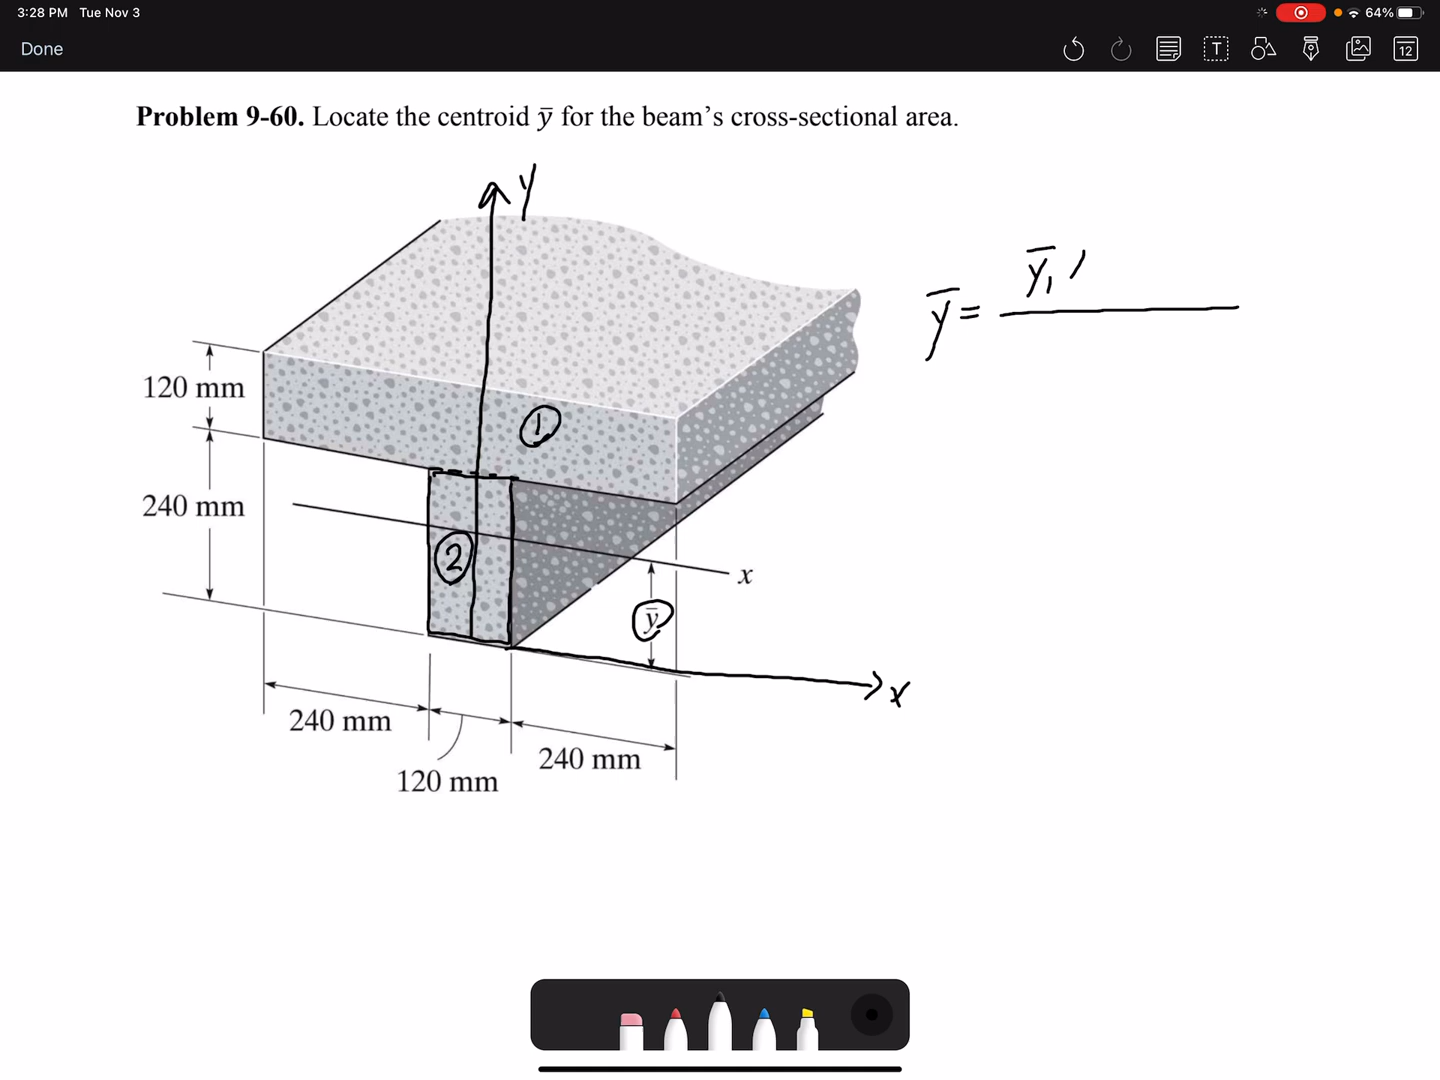 3:28 PM Tue Nov 3
64%
Done
T
12
Problem 9-60. Locate the centroid y̅ for the beam’s cross-sectional area.
y
y̅₁
y̅ =
120 mm
1
240 mm
2
x
y̅
x
240 mm
240 mm
120 mm